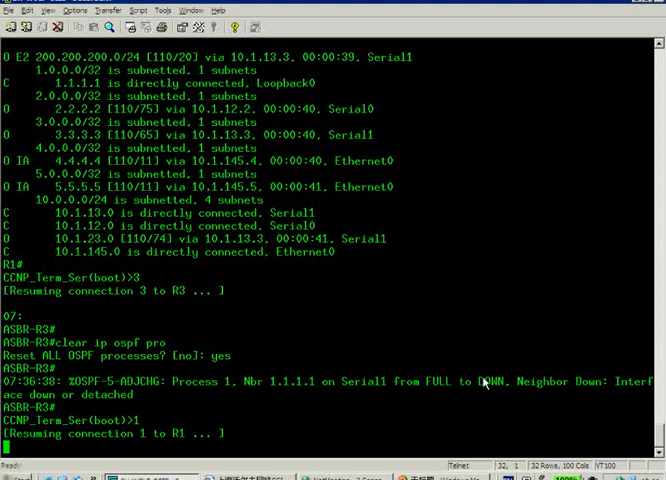 File Edit View Options Transfer Script Tools Window Help
O E2 200.200.200.0/24 [110/20] via 10.1.13.3, 00:00:39, Serial1
1.0.0.0/32 is subnetted, 1 subnets
C 1.1.1.1 is directly connected, Loopback0
2.0.0.0/32 is subnetted, 1 subnets
O 2.2.2.2 [110/75] via 10.1.12.2, 00:00:40, Serial0
3.0.0.0/32 is subnetted, 1 subnets
O 3.3.3.3 [110/65] via 10.1.13.3, 00:00:40, Serial1
4.0.0.0/32 is subnetted, 1 subnets
O IA 4.4.4.4 [110/11] via 10.1.145.4, 00:00:40, Ethernet0
5.0.0.0/32 is subnetted, 1 subnets
O IA 5.5.5.5 [110/11] via 10.1.145.5, 00:00:41, Ethernet0
10.0.0.0/24 is subnetted, 4 subnets
C 10.1.13.0 is directly connected, Serial1
C 10.1.12.0 is directly connected, Serial0
O 10.1.23.0 [110/74] via 10.1.13.3, 00:00:41, Serial1
C 10.1.145.0 is directly connected, Ethernet0
R1#
CCNP_Term_Ser(boot)>3
[Resuming connection 3 to R3 ... ]
07:
ASBR-R3#
ASBR-R3#clear ip ospf pro
Reset ALL OSPF processes? [no]: yes
ASBR-R3#
07:36:38: %OSPF-5-ADJCHG: Process 1, Nbr 1.1.1.1 on Serial1 from FULL to DOWN, Neighbor Down: Interf
ace down or detached
ASBR-R3#
CCNP_Term_Ser(boot)>1
[Resuming connection 1 to R1 ... ]
Ready Telnet 32, 1 32 Rows, 100 Cols VT100